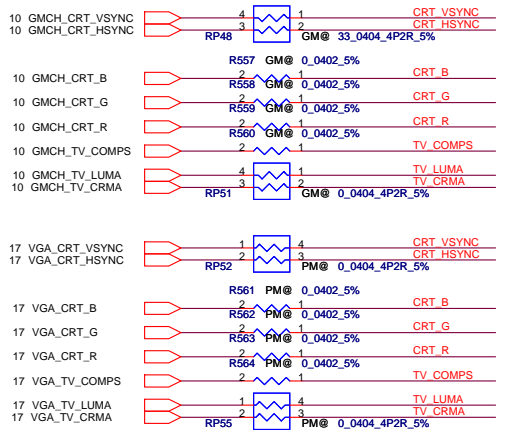 10 GMCH_CRT_VSYNC 4 1 CRT_VSYNC
10 GMCH_CRT_HSYNC 3 2 CRT_HSYNC
RP48 GM@ 33_0404_4P2R_5%
R557 GM@ 0_0402_5%
10 GMCH_CRT_B 2 1 CRT_B
R558 GM@ 0_0402_5%
10 GMCH_CRT_G 2 1 CRT_G
R559 GM@ 0_0402_5%
10 GMCH_CRT_R 2 1 CRT_R
R560 GM@ 0_0402_5%
10 GMCH_TV_COMPS 2 1 TV_COMPS
10 GMCH_TV_LUMA 4 1 TV_LUMA
10 GMCH_TV_CRMA 3 2 TV_CRMA
RP51 GM@ 0_0404_4P2R_5%
17 VGA_CRT_VSYNC 1 4 CRT_VSYNC
17 VGA_CRT_HSYNC 2 3 CRT_HSYNC
RP52 PM@ 0_0404_4P2R_5%
R561 PM@ 0_0402_5%
17 VGA_CRT_B 2 1 CRT_B
R562 PM@ 0_0402_5%
17 VGA_CRT_G 2 1 CRT_G
R563 PM@ 0_0402_5%
17 VGA_CRT_R 2 1 CRT_R
R564 PM@ 0_0402_5%
17 VGA_TV_COMPS 2 1 TV_COMPS
17 VGA_TV_LUMA 1 4 TV_LUMA
17 VGA_TV_CRMA 2 3 TV_CRMA
RP55 PM@ 0_0404_4P2R_5%